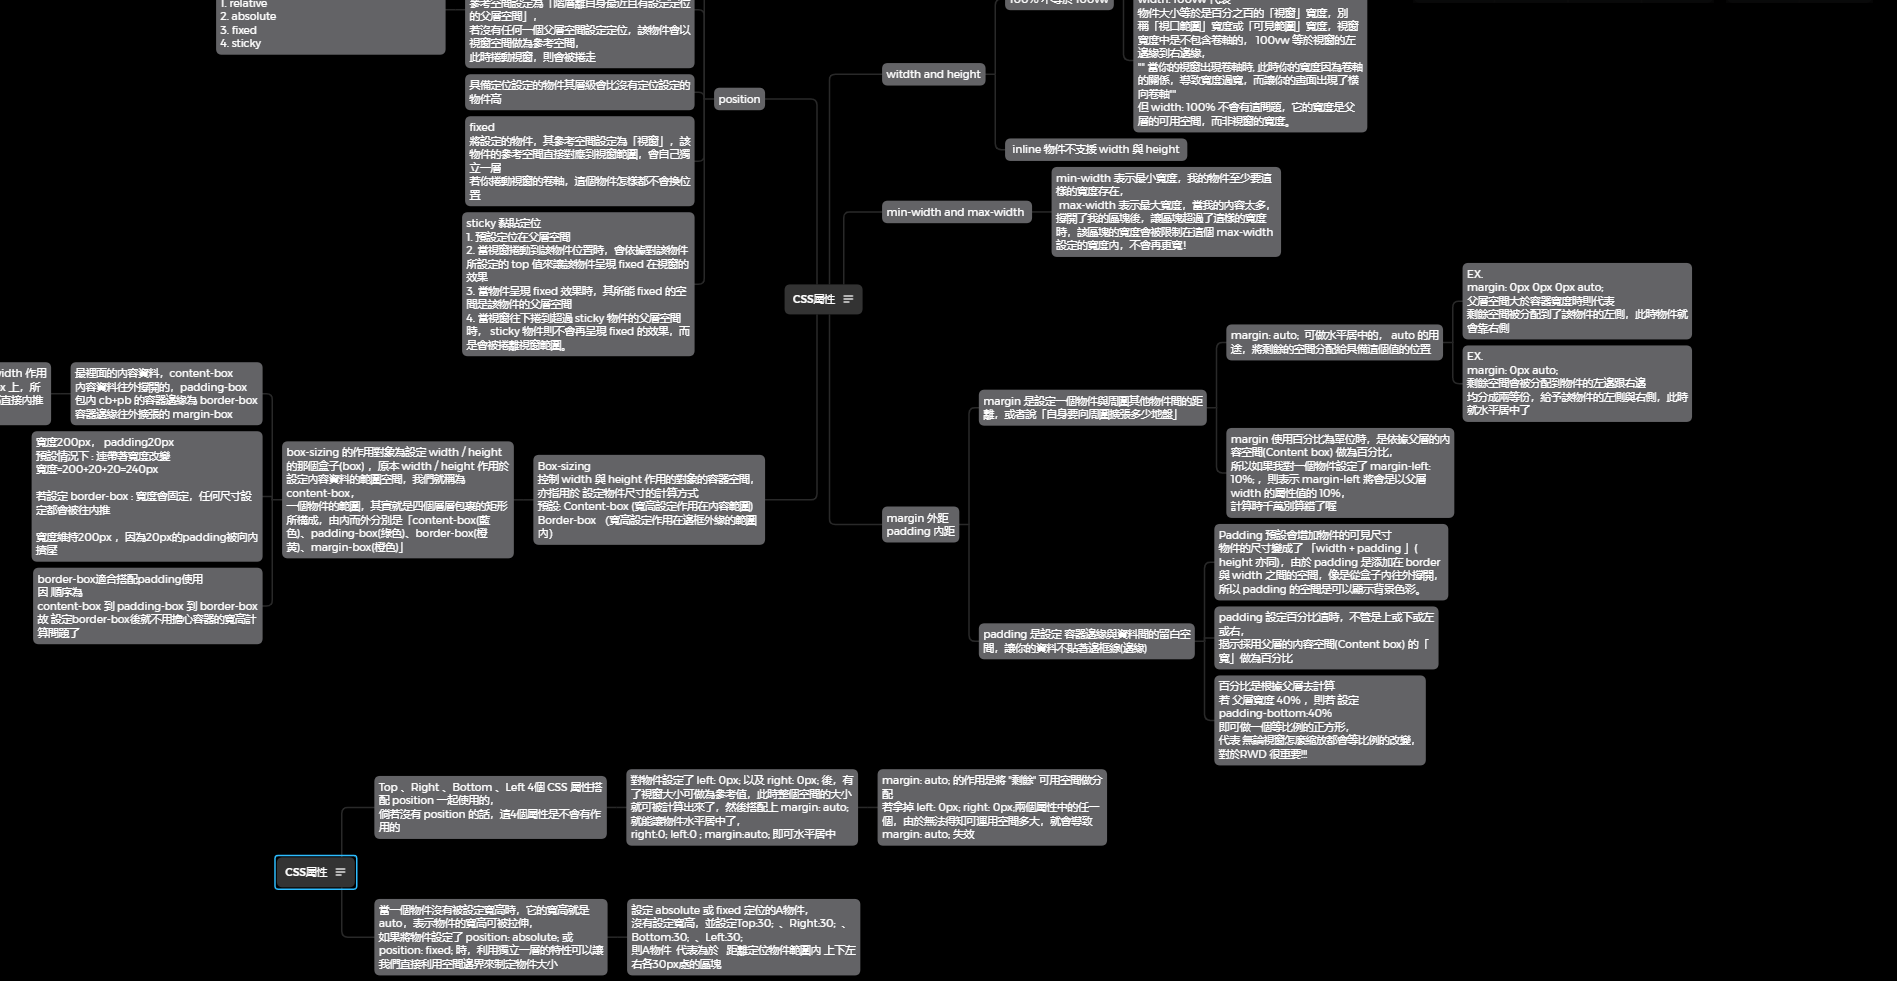 1. relative
2. absolute
3. fixed
4. sticky
參考空間設定為「階層離自身最近且有設定定位
的父層空間」,
若沒有任何一個父層空間設定定位，該物件會以
視窗空間做為參考空間，
此時捲動視窗，則會被捲走
具備定位設定的物件其層級會比沒有定位設定的
物件高
fixed
將設定的物件，其參考空間設定為「視窗」，該
物件的參考空間直接對應到視窗範圍，會自己獨
立一層
若你捲動視窗的卷軸，這個物件怎樣都不會換位
置
sticky 黏貼定位
1. 預設定位在父層空間
2. 當視窗捲動到該物件位置時，會依據對該物件
所設定的 top 值來讓該物件呈現 fixed 在視窗的
效果
3. 當物件呈現 fixed 效果時，其所能 fixed 的空
間是該物件的父層空間
4. 當視窗往下捲到超過 sticky 物件的父層空間
時， sticky 物件則不會再呈現 fixed 的效果，而
是會被捲離視窗範圍。
position
CSS屬性
witdth and height
100% 不等於 100vw
width: 100vw 代表
物件大小等於是百分之百的「視窗」寬度，別
稱「視口範圍」寬度或「可見範圍」寬度，視窗
寬度中是不包含卷軸的， 100vw 等於視窗的左
邊緣到右邊緣，
"" 當你的視窗出現卷軸時, 此時你的寬度因為卷軸
的關係，導致寬度過寬，而讓你的畫面出現了橫
向卷軸""
但 width: 100% 不會有這問題，它的寬度是父
層的可用空間，而非視窗的寬度。
inline 物件不支援 width 與 height
min-width and max-width
min-width 表示最小寬度，我的物件至少要這
樣的寬度存在，
max-width 表示最大寬度，當我的內容太多，
撐開了我的區塊後，讓區塊超過了這樣的寬度
時，該區塊的寬度會被限制在這個 max-width
設定的寬度內，不會再更寬！
margin 外距
padding 內距
margin 是設定一個物件與周圍其他物件間的距
離，或者說「自身要向周圍擴張多少地盤」
margin: auto; 可做水平居中的， auto 的用
途，將剩餘的空間分配給具備這個值的位置
EX.
margin: 0px 0px 0px auto;
父層空間大於容器寬度時則代表
剩餘空間被分配到了該物件的左側，此時物件就
會靠右側
EX.
margin: 0px auto;
剩餘空間會被分配到物件的左邊跟右邊
均分成兩等份，給予該物件的左側與右側，此時
就水平居中了
margin 使用百分比為單位時，是依據父層的內
容空間(Content box) 做為百分比，
所以如果我對一個物件設定了 margin-left:
10%; ，則表示 margin-left 將會是以父層
width 的屬性值的 10%，
計算時千萬別算錯了喔
padding 是設定 容器邊緣與資料間的留白空
間，讓你的資料不貼著邊框線(邊緣)
Padding 預設會增加物件的可見尺寸
物件的尺寸變成了 「width + padding 」(
height 亦同)，由於 padding 是添加在 border
與 width 之間的空間，像是從盒子內往外撐開，
所以 padding 的空間是可以顯示背景色彩。
padding 設定百分比這時，不管是上或下或左
或右，
揭示採用父層的內容空間(Content box) 的「
寬」做為百分比
百分比是根據父層去計算
若 父層寬度 40% ，則若 設定
padding-bottom:40%
即可做一個等比例的正方形，
代表 無論視窗怎麼縮放都會等比例的改變，
對於RWD 很重要!!!
Box-sizing
控制 width 與 height 作用的對象的容器空間，
亦指用於 設定物件尺寸的計算方式
預設: Content-box (寬高設定作用在內容範圍)
Border-box （寬高設定作用在邊框外緣的範圍
內）
box-sizing 的作用對象為設定 width / height
的那個盒子(box) ，原本 width / height 作用於
設定內容資料的範圍空間，我們就稱為
content-box，
一個物件的範圍，其實就是四個層層包裹的矩形
所構成，由內而外分別是「content-box(藍
色)、padding-box(綠色)、border-box(橙
黃)、margin-box(橙色)」
最裡面的內容資料，content-box
內容資料往外撐開的，padding-box
包內 cb+pb 的容器邊緣為 border-box
容器邊緣往外擴張的 margin-box
width 作用
x 上，所
直接內推
寬度200px， padding20px
預設情況下 : 連帶著寬度改變
寬度=200+20+20=240px
若設定 border-box : 寬度會固定，任何尺寸設
定都會被往內推
寬度維持200px ，因為20px的padding被向內
擠壓
border-box適合搭配padding使用
因 順序為
content-box 到 padding-box 到 border-box
故 設定border-box後就不用擔心容器的寬高計
算問題了
CSS屬性
Top 、Right 、Bottom 、Left 4個 CSS 屬性搭
配 position 一起使用的，
倘若沒有 position 的話，這4個屬性是不會有作
用的
對物件設定了 left: 0px; 以及 right: 0px; 後，有
了視窗大小可做為參考值，此時整個空間的大小
就可被計算出來了，然後搭配上 margin: auto;
就能讓物件水平居中了，
right:0; left:0 ; margin:auto; 即可水平居中
margin: auto; 的作用是將 "剩餘" 可用空間做分
配
若拿掉 left: 0px; right: 0px;兩個屬性中的任一
個，由於無法得知可運用空間多大，就會導致
margin: auto; 失效
當一個物件沒有被設定寬高時，它的寬高就是
auto，表示物件的寬高可被拉伸，
如果將物件設定了 position: absolute; 或
position: fixed; 時，利用獨立一層的特性可以讓
我們直接利用空間邊界來制定物件大小
設定 absolute 或 fixed 定位的A物件，
沒有設定寬高，並設定Top:30; 、Right:30; 、
Bottom:30; 、Left:30;
則A物件 代表為於 距離定位物件範圍內 上下左
右各30px處的區塊